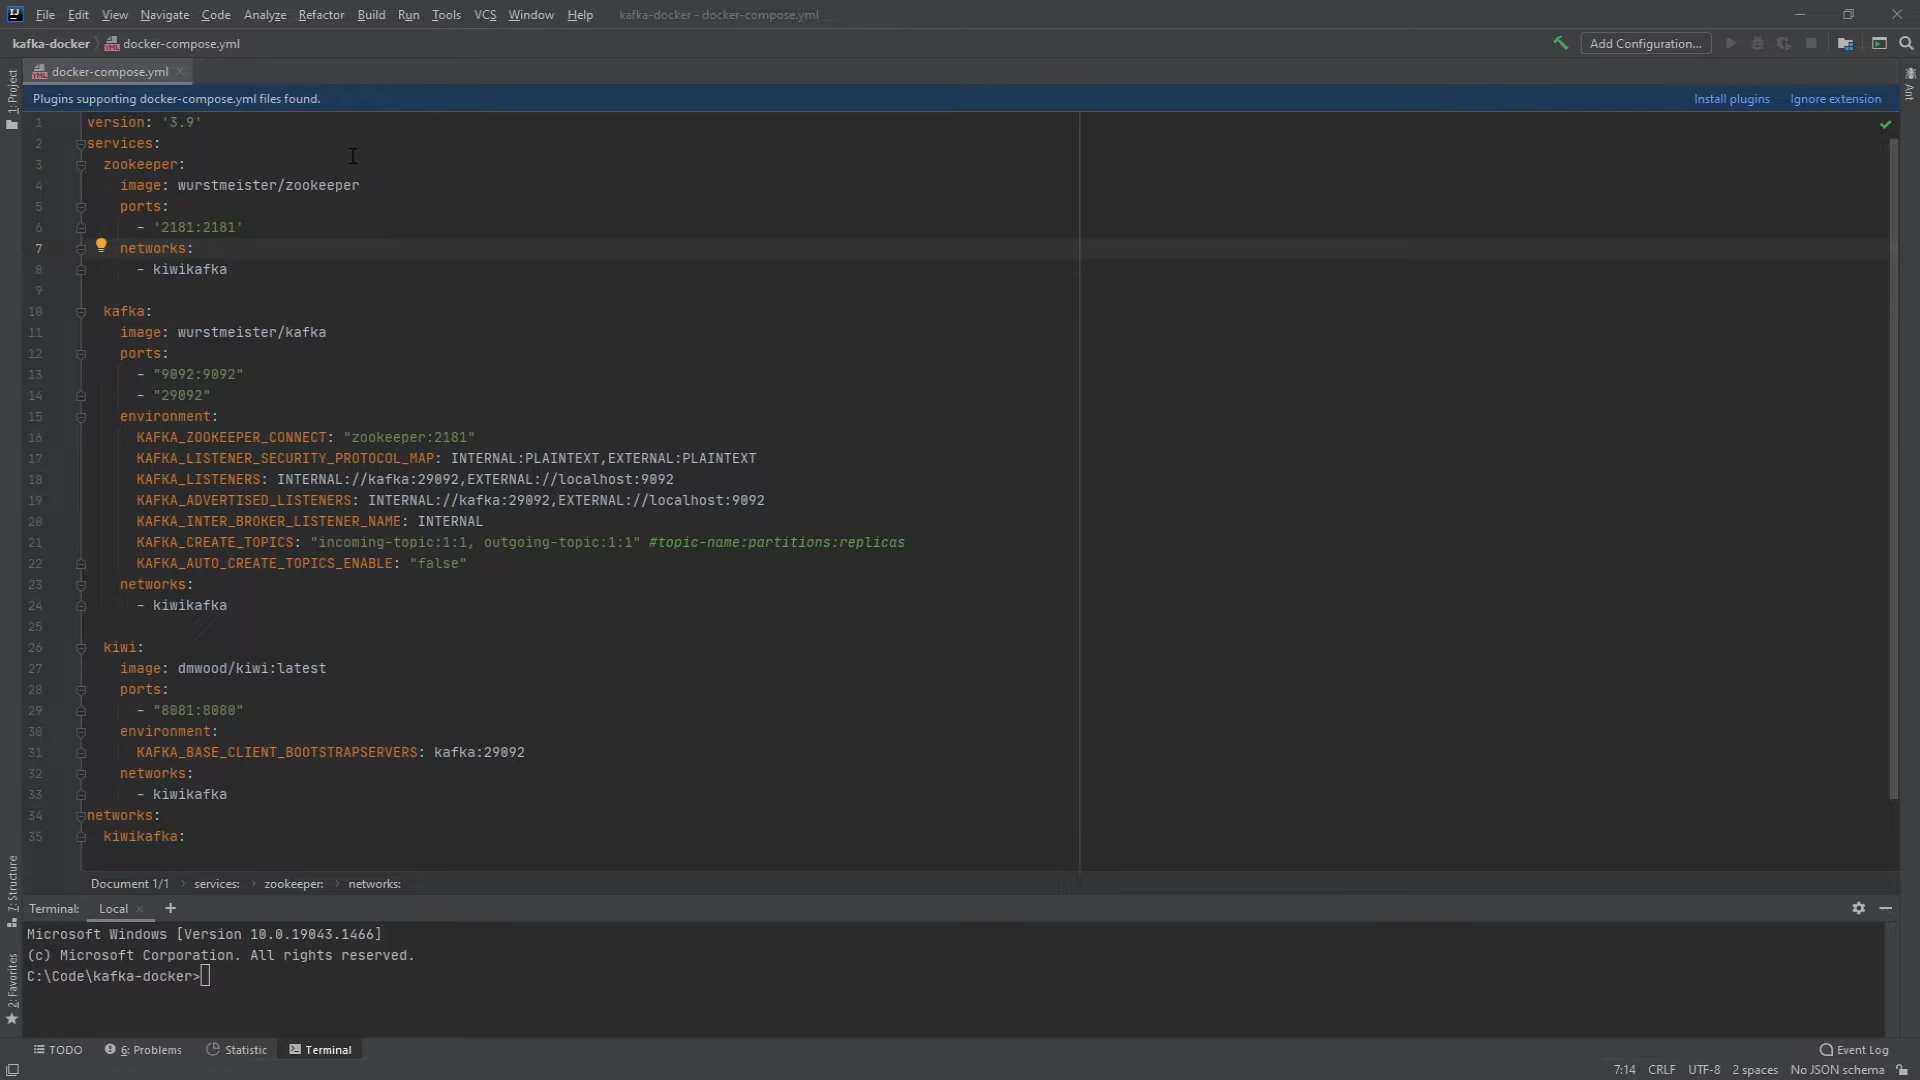 File Edit View Navigate Code Analyze Refactor Build Run Tools VCS Window Help kafka-docker - docker-compose.yml
kafka-docker docker-compose.yml Add Configuration...
docker-compose.yml
Plugins supporting docker-compose.yml files found. Install plugins Ignore extension
1 version: '3.9'
2 services:
3 zookeeper:
4 image: wurstmeister/zookeeper
5 ports:
6 - '2181:2181'
7 networks:
8 - kiwikafka
9
10 kafka:
11 image: wurstmeister/kafka
12 ports:
13 - "9092:9092"
14 - "29092"
15 environment:
16 KAFKA_ZOOKEEPER_CONNECT: "zookeeper:2181"
17 KAFKA_LISTENER_SECURITY_PROTOCOL_MAP: INTERNAL:PLAINTEXT,EXTERNAL:PLAINTEXT
18 KAFKA_LISTENERS: INTERNAL://kafka:29092,EXTERNAL://localhost:9092
19 KAFKA_ADVERTISED_LISTENERS: INTERNAL://kafka:29092,EXTERNAL://localhost:9092
20 KAFKA_INTER_BROKER_LISTENER_NAME: INTERNAL
21 KAFKA_CREATE_TOPICS: "incoming-topic:1:1, outgoing-topic:1:1" #topic-name:partitions:replicas
22 KAFKA_AUTO_CREATE_TOPICS_ENABLE: "false"
23 networks:
24 - kiwikafka
25
26 kiwi:
27 image: dmwood/kiwi:latest
28 ports:
29 - "8081:8080"
30 environment:
31 KAFKA_BASE_CLIENT_BOOTSTRAPSERVERS: kafka:29092
32 networks:
33 - kiwikafka
34 networks:
35 kiwikafka:
Document 1/1 services: zookeeper: networks:
Terminal: Local
Microsoft Windows [Version 10.0.19043.1466]
(c) Microsoft Corporation. All rights reserved.
C:\Code\kafka-docker>
TODO 6: Problems Statistic Terminal Event Log
7:14 CRLF UTF-8 2 spaces No JSON schema
1: Project
7: Structure
2: Favorites
Ant